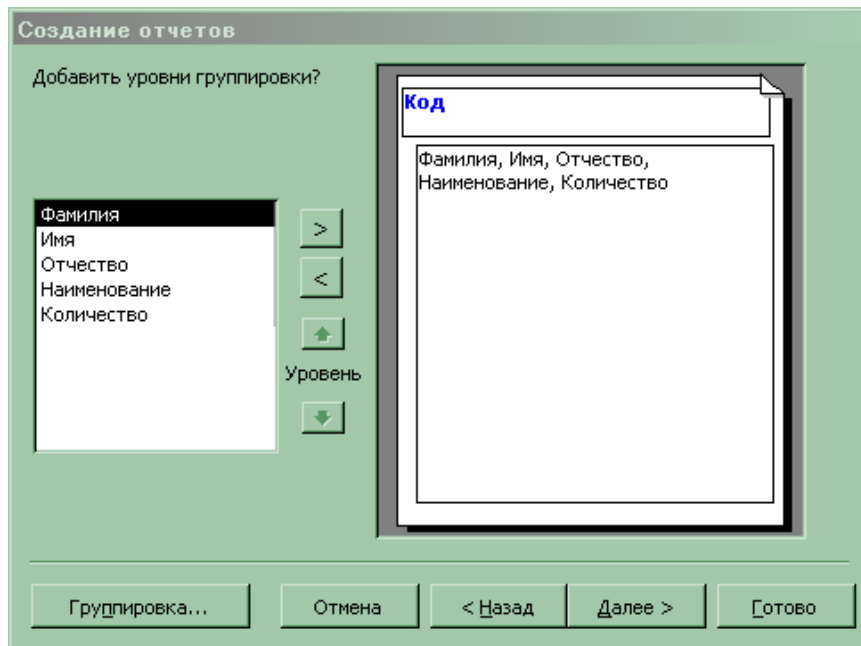 Создание отчетов
Добавить уровни группировки?
Код
Фамилия, Имя, Отчество,
Наименование, Количество
Фамилия
Имя
Отчество
Наименование
Количество
>
<
Уровень
Группировка...
Отмена
< Назад
Далее >
Готово